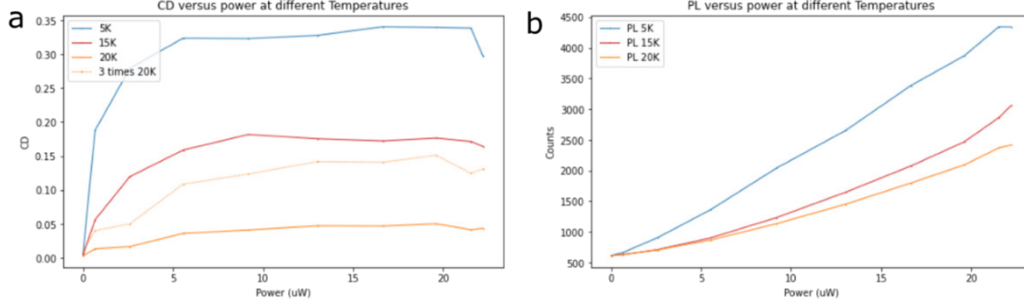 a
CD versus power at different Temperatures
0.35
0.30
0.25
0.20
0.15
0.10
0.05
0.00
CD
5K
15K
20K
3 times 20K
0
5
10
15
20
Power (uW)
b
PL versus power at different Temperatures
4500
4000
3500
3000
2500
2000
1500
1000
500
Counts
PL 5K
PL 15K
PL 20K
0
5
10
15
20
Power (uW)